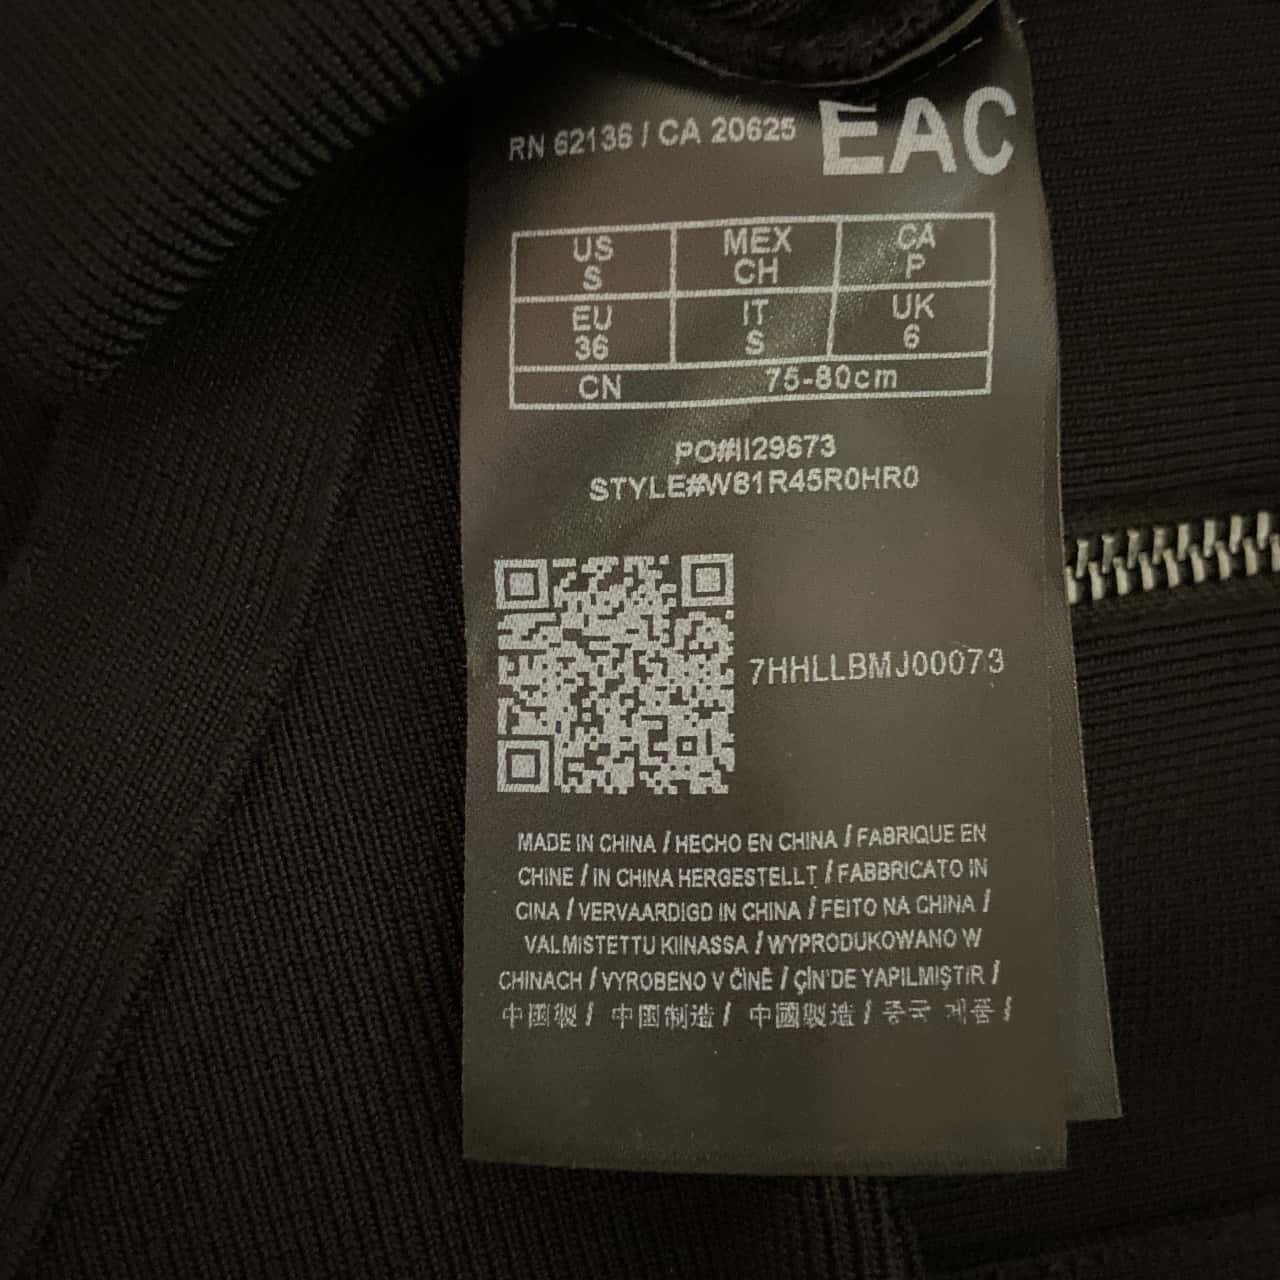 RN 62136 / CA 20625 EAC
US MEX CA
S CH P
EU IT UK
36 S 6
CN 75-80cm
PO#II29673
STYLE#W81R45R0HR0
7HHLLBMJ00073
MADE IN CHINA / HECHO EN CHINA / FABRIQUE EN
CHINE / IN CHINA HERGESTELLT / FABBRICATO IN
CINA / VERVAARDIGD IN CHINA / FEITO NA CHINA /
VALMISTETTU KIINASSA / WYPRODUKOWANO W
CHINACH / VYROBENO V ČÍNĚ / ÇİN'DE YAPILMIŞTIR /
中國製 / 中国制造 / 中國製造 / 중국 제품 /